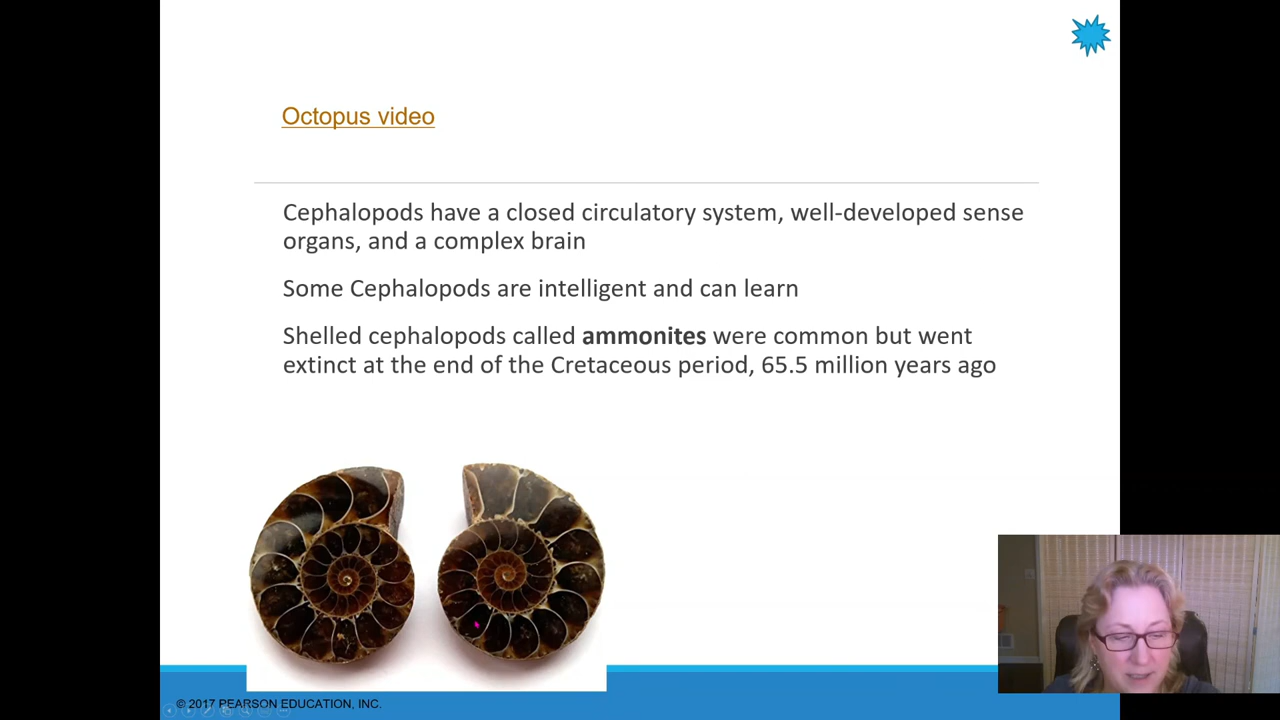 Octopus video
Cephalopods have a closed circulatory system, well-developed sense
organs, and a complex brain
Some Cephalopods are intelligent and can learn
Shelled cephalopods called ammonites were common but went
extinct at the end of the Cretaceous period, 65.5 million years ago
© 2017 PEARSON EDUCATION, INC.